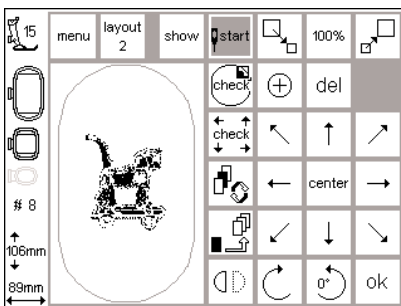 15
menu
layout
2
show
start
100%
check
del
check
center
# 8
106mm
89mm
0°
ok